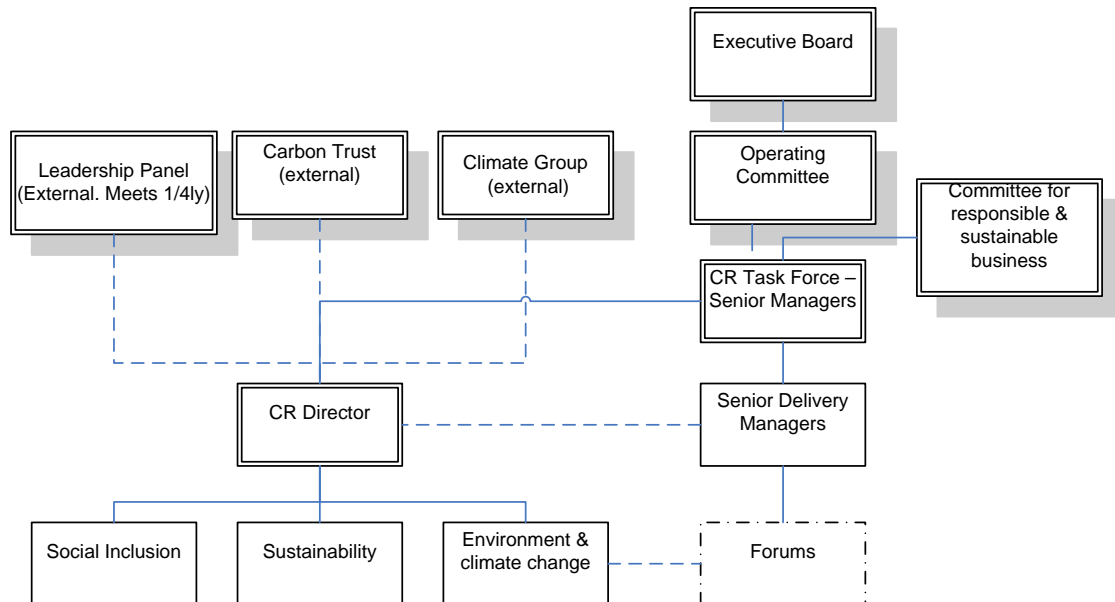 Executive Board
Leadership Panel
(External. Meets 1/4ly)
Carbon Trust
(external)
Climate Group
(external)
Operating
Committee
Committee for
responsible &
sustainable
business
CR Task Force –
Senior Managers
CR Director
Senior Delivery
Managers
Social Inclusion
Sustainability
Environment &
climate change
Forums